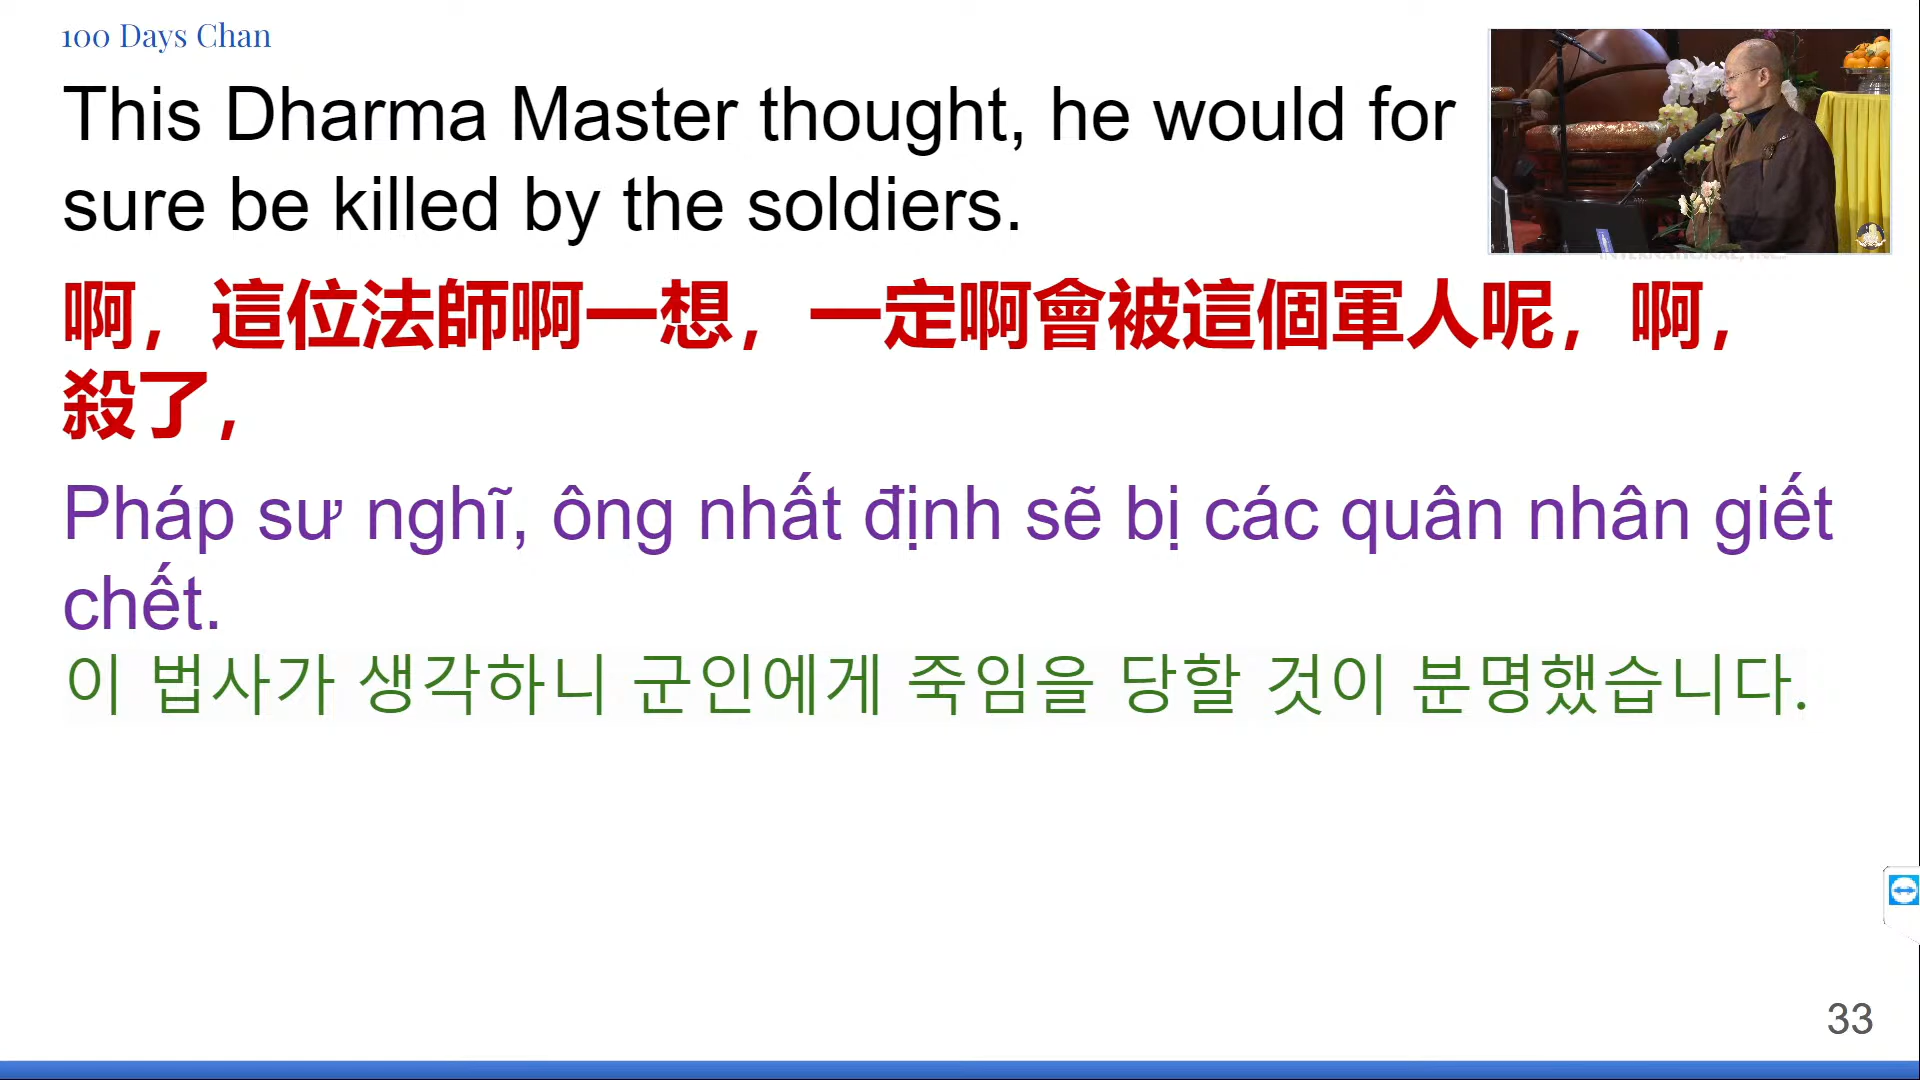 100 Days Chan
This Dharma Master thought, he would for
sure be killed by the soldiers.
啊，這位法師啊一想，一定啊會被這個軍人呢，啊，
殺了，
Pháp sư nghĩ, ông nhất định sẽ bị các quân nhân giết
chết.
이 법사가 생각하니 군인에게 죽임을 당할 것이 분명했습니다.
33